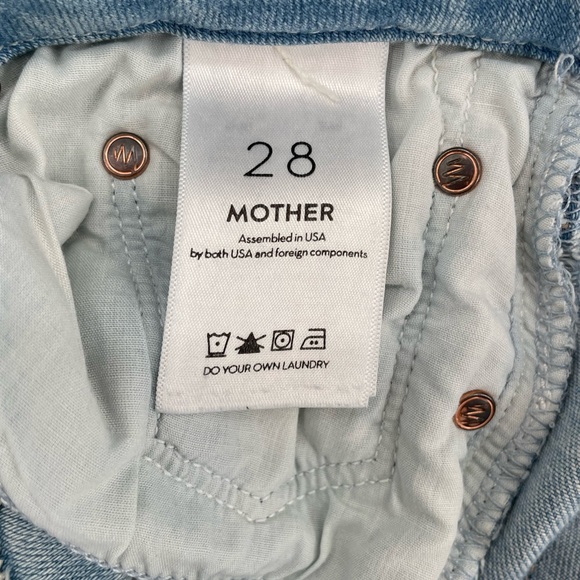 28
MOTHER
Assembled in USA
by both USA and foreign components
DO YOUR OWN LAUNDRY